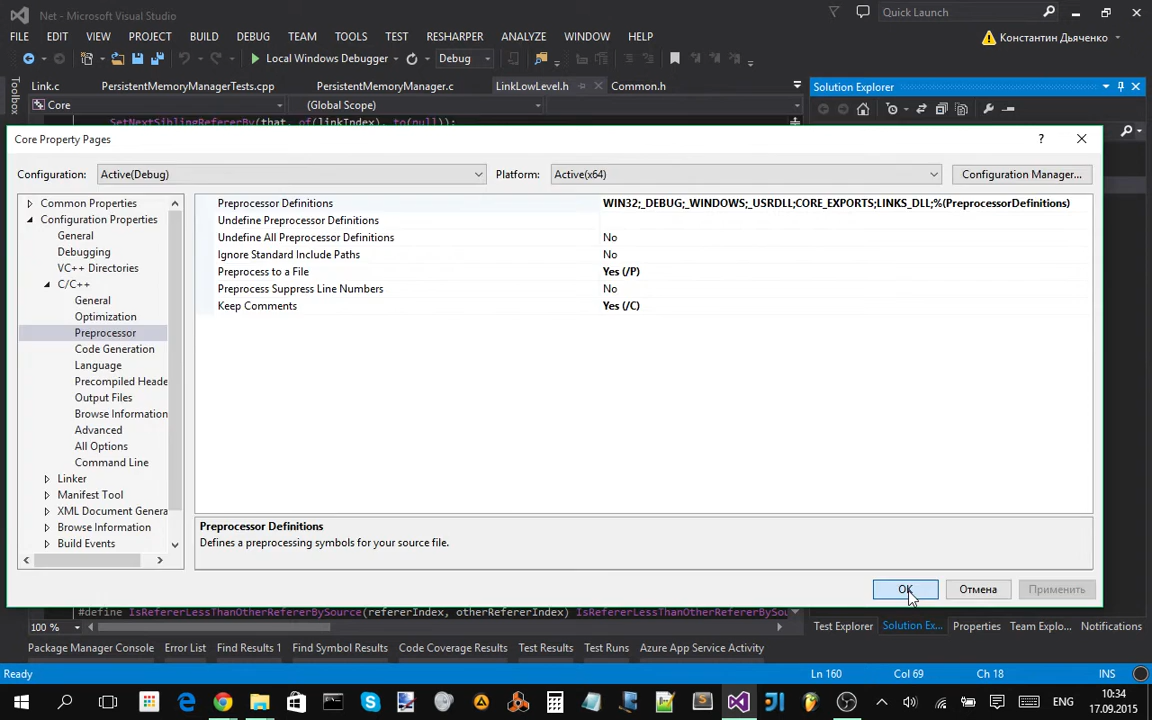 Net - Microsoft Visual Studio
Quick Launch
FILE EDIT VIEW PROJECT BUILD DEBUG TEAM TOOLS TEST RESHARPER ANALYZE WINDOW HELP
Константин Дьяченко
Local Windows Debugger Debug
Toolbox
Link.c PersistentMemoryManagerTests.cpp PersistentMemoryManager.c LinkLowLevel.h Common.h
Solution Explorer
Core (Global Scope)
SetNextSiblingRefererBy(that, of(linkIndex), to(null));
Core Property Pages
Configuration: Active(Debug) Platform: Active(x64) Configuration Manager...
Common Properties
Configuration Properties
General
Debugging
VC++ Directories
C/C++
General
Optimization
Preprocessor
Code Generation
Language
Precompiled Heade
Output Files
Browse Information
Advanced
All Options
Command Line
Linker
Manifest Tool
XML Document Genera
Browse Information
Build Events
Preprocessor Definitions WIN32;_DEBUG;_WINDOWS;_USRDLL;CORE_EXPORTS;LINKS_DLL;%(PreprocessorDefinitions)
Undefine Preprocessor Definitions
Undefine All Preprocessor Definitions No
Ignore Standard Include Paths No
Preprocess to a File Yes (/P)
Preprocess Suppress Line Numbers No
Keep Comments Yes (/C)
Preprocessor Definitions
Defines a preprocessing symbols for your source file.
OK Отмена Применить
#define IsRefererLessThanOtherRefererBySource(refererIndex, otherRefererIndex) IsRefererLessThanOtherRefererBySou
100 %
Test Explorer Solution Ex... Properties Team Explo... Notifications
Package Manager Console Error List Find Results 1 Find Symbol Results Code Coverage Results Test Results Test Runs Azure App Service Activity
Ready Ln 160 Col 69 Ch 18 INS
ENG
10:34
17.09.2015